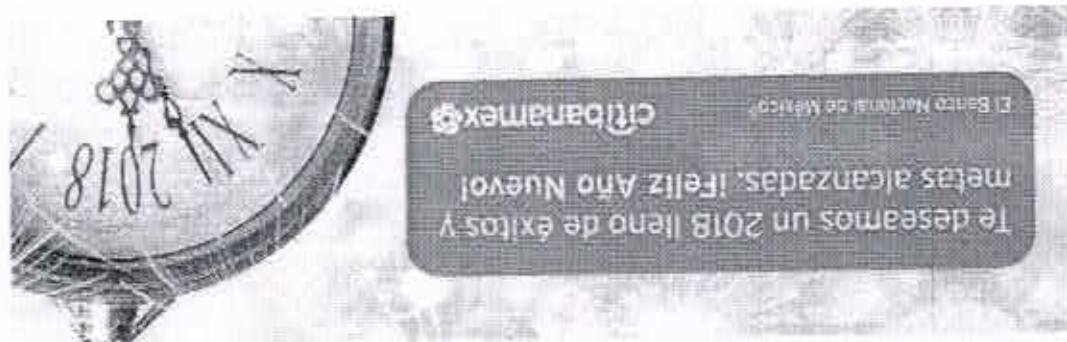 Te deseamos un 2018 lleno de éxitos y
metas alcanzadas. ¡Feliz Año Nuevo!
El Banco Nacional de México®
citibanamex
2018